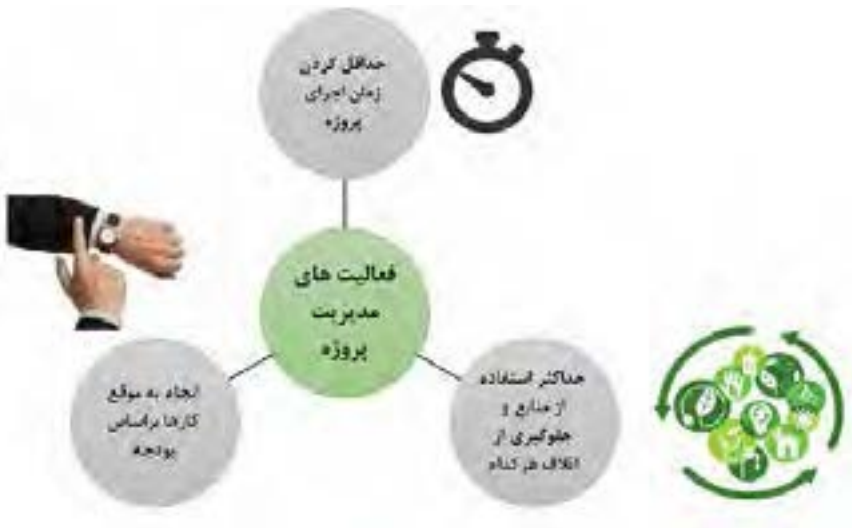 حداقل کردن
زمان اجرای
پروژه
فعالیت های
مدیریت
پروژه
حداکثر استفاده
از منابع و
جلوگیری از
اتلاف هر کدام
انجام به موقع
کارها براساس
بودجه